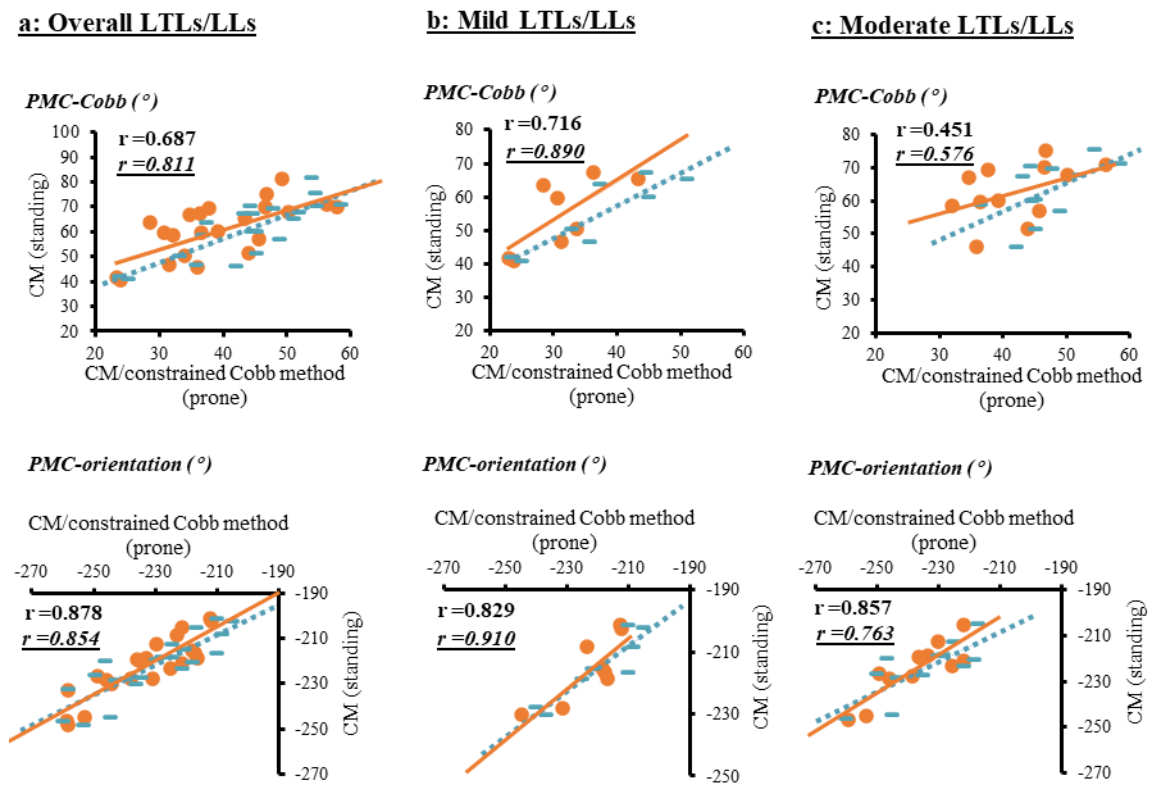 a: Overall LTLs/LLs
b: Mild LTLs/LLs
c: Moderate LTLs/LLs
PMC-Cobb (°)
r =0.687
r =0.811
CM (standing)
100
90
80
70
60
50
40
30
20
20 30 40 50 60
CM/constrained Cobb method
(prone)
PMC-Cobb (°)
r =0.716
r =0.890
CM (standing)
80
70
60
50
40
30
20
20 30 40 50 60
CM/constrained Cobb method
(prone)
PMC-Cobb (°)
r =0.451
r =0.576
CM (standing)
80
70
60
50
40
30
20
20 30 40 50 60
CM/constrained Cobb method
(prone)
PMC-orientation (°)
CM/constrained Cobb method
(prone)
-270 -250 -230 -210 -190
r =0.878
r =0.854
-190
-210
-230
-250
-270
CM (standing)
PMC-orientation (°)
CM/constrained Cobb method
(prone)
-270 -250 -230 -210 -190
r =0.829
r =0.910
-190
-210
-230
-250
CM (standing)
PMC-orientation (°)
CM/constrained Cobb method
(prone)
-270 -250 -230 -210 -190
r =0.857
r =0.763
-190
-210
-230
-250
-270
CM (standing)